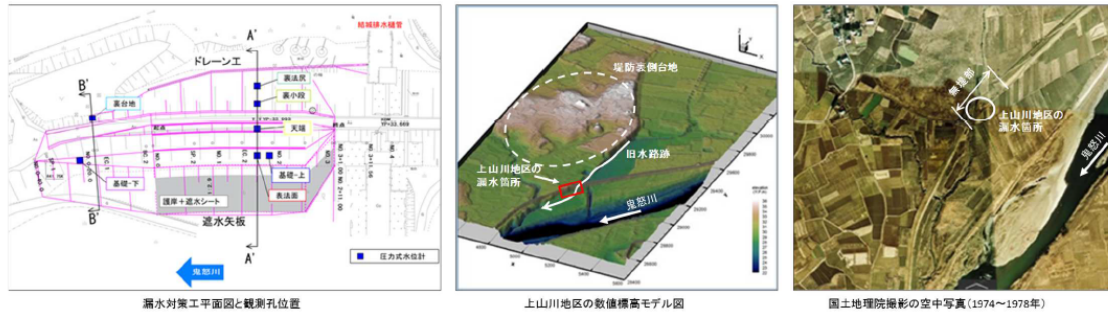 結城排水樋管
ドレーン工
A'
B'
裏法尻
裏小段
裏台地
天端
基礎-上
基礎-下
表法面
護岸+遮水シート
遮水矢板
B"
A'
鬼怒川
圧力式水位計
漏水対策工平面図と観測孔位置
堤防裏側台地
旧水路跡
上山川地区の
漏水箇所
鬼怒川
上山川地区の数値標高モデル図
無堤部
上山川地区の
漏水箇所
鬼怒川
国土地理院撮影の空中写真(1974~1978年)